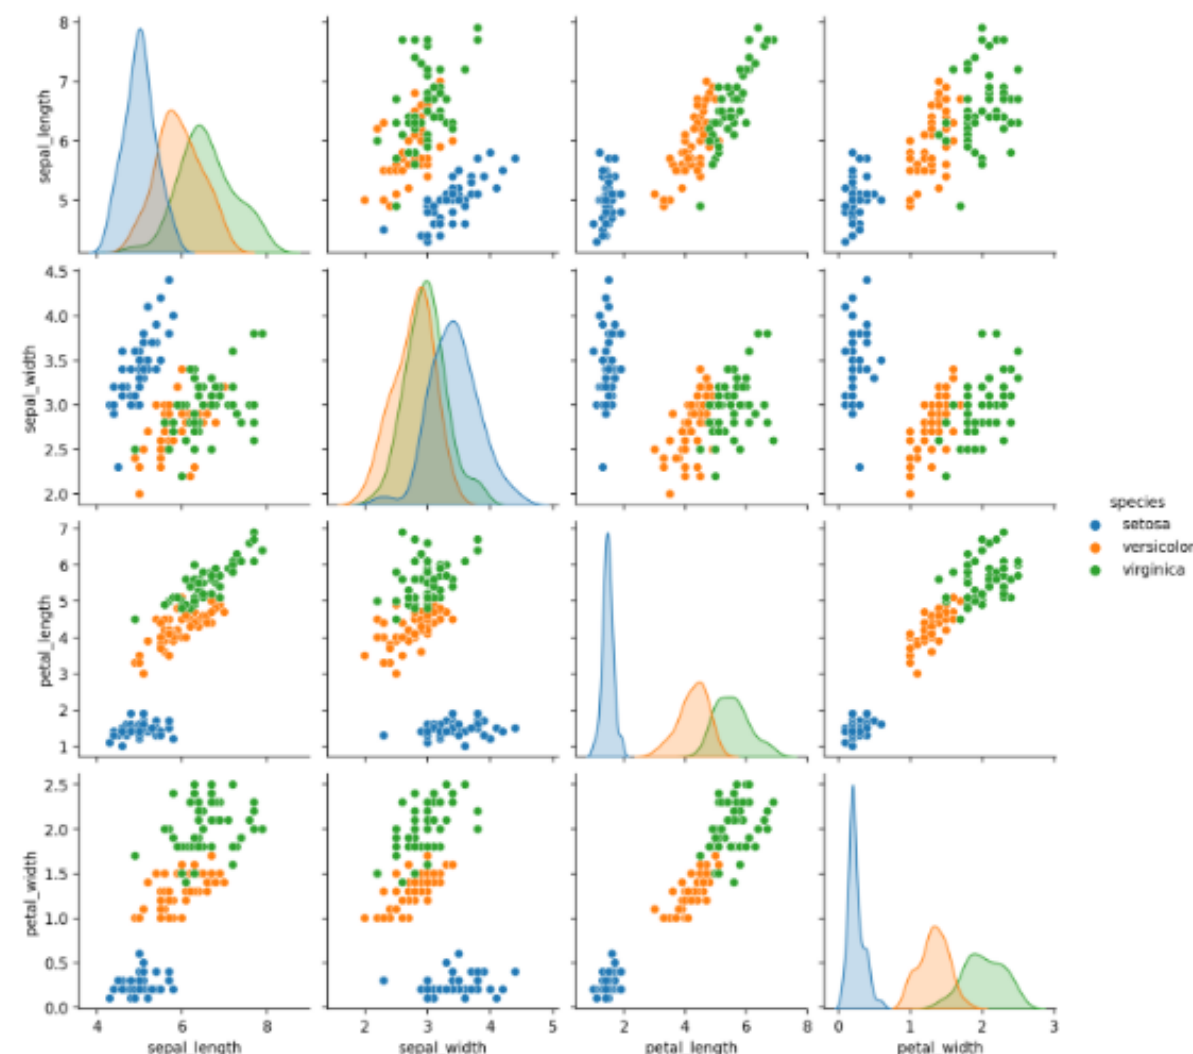 8
7
6
5
sepal_length
4.5
4.0
3.5
3.0
2.5
2.0
sepal_width
species
setosa
versicolor
virginica
7
6
5
4
3
2
1
petal_length
2.5
2.0
1.5
1.0
0.5
0.0
petal_width
4 6 8 2 3 4 5 2 4 6 8 0 1 2 3
sepal_length sepal_width petal_length petal_width